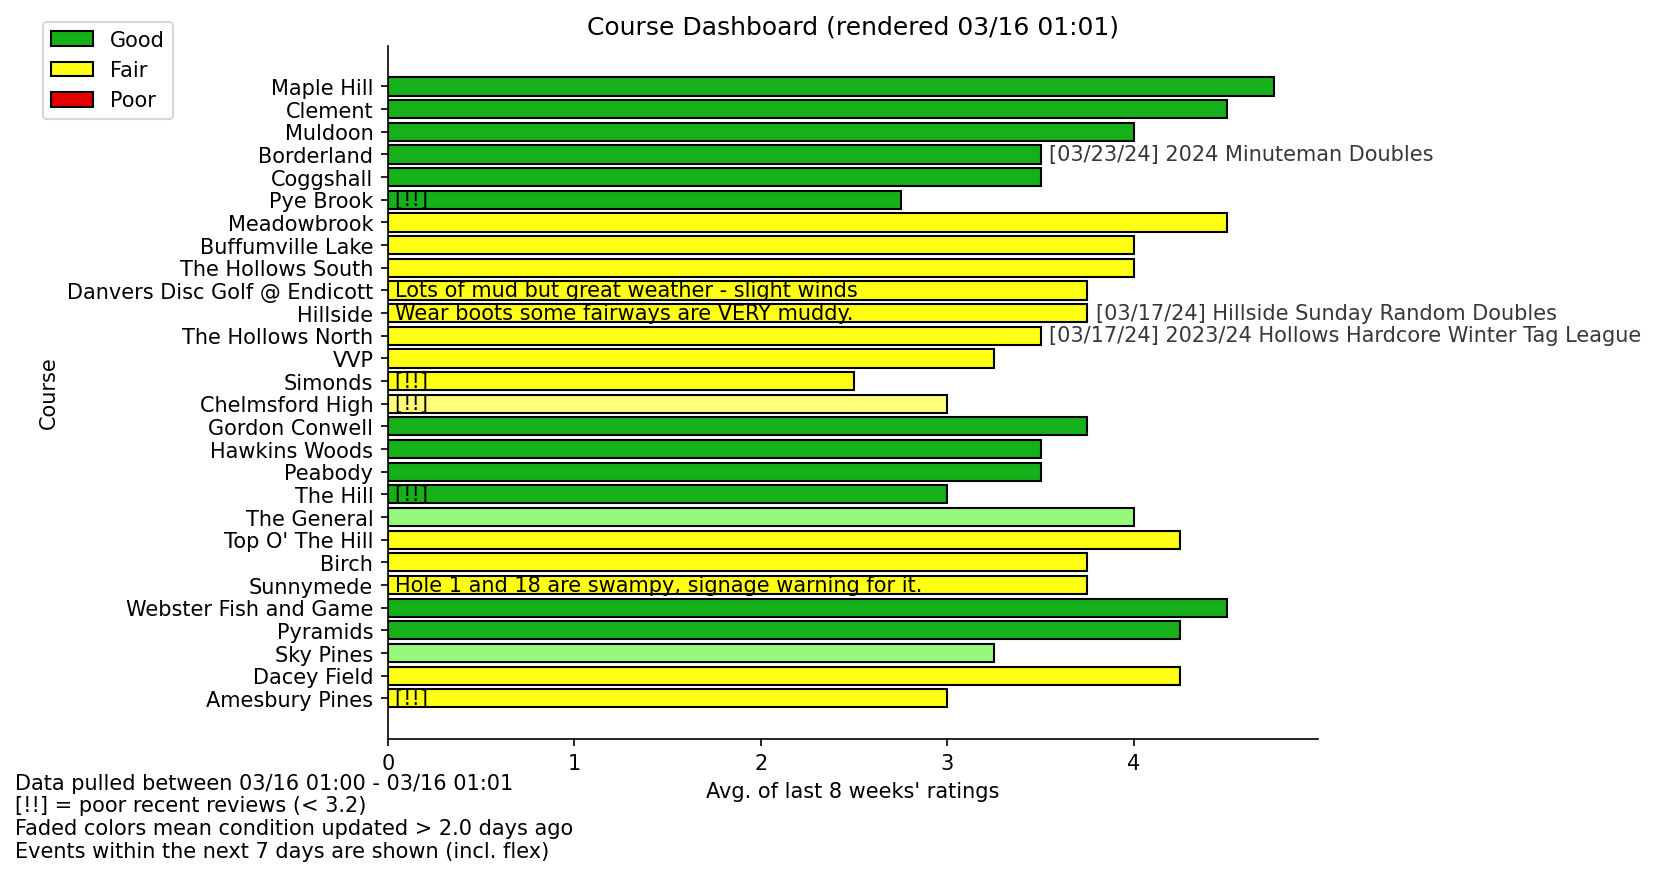 Course Dashboard (rendered 03/16 01:01)
Good
Fair
Poor
Maple Hill
Clement
Muldoon
Borderland [03/23/24] 2024 Minuteman Doubles
Coggshall
Pye Brook [!!]
Meadowbrook
Buffumville Lake
The Hollows South
Danvers Disc Golf @ Endicott Lots of mud but great weather - slight winds
Hillside Wear boots some fairways are VERY muddy. [03/17/24] Hillside Sunday Random Doubles
The Hollows North [03/17/24] 2023/24 Hollows Hardcore Winter Tag League
VVP
Simonds [!!]
Chelmsford High [!!]
Gordon Conwell
Hawkins Woods
Peabody
The Hill [!!]
The General
Top O' The Hill
Birch
Sunnymede Hole 1 and 18 are swampy, signage warning for it.
Webster Fish and Game
Pyramids
Sky Pines
Dacey Field
Amesbury Pines [!!]
Course
0 1 2 3 4
Avg. of last 8 weeks' ratings
Data pulled between 03/16 01:00 - 03/16 01:01
[!!] = poor recent reviews (< 3.2)
Faded colors mean condition updated > 2.0 days ago
Events within the next 7 days are shown (incl. flex)